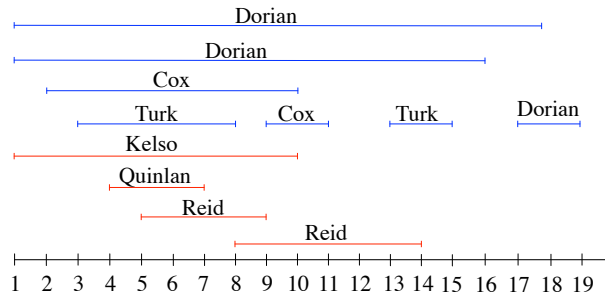 Dorian
Dorian
Cox
Turk Cox Turk Dorian
Kelso
Quinlan
Reid
Reid
1 2 3 4 5 6 7 8 9 10 11 12 13 14 15 16 17 18 19